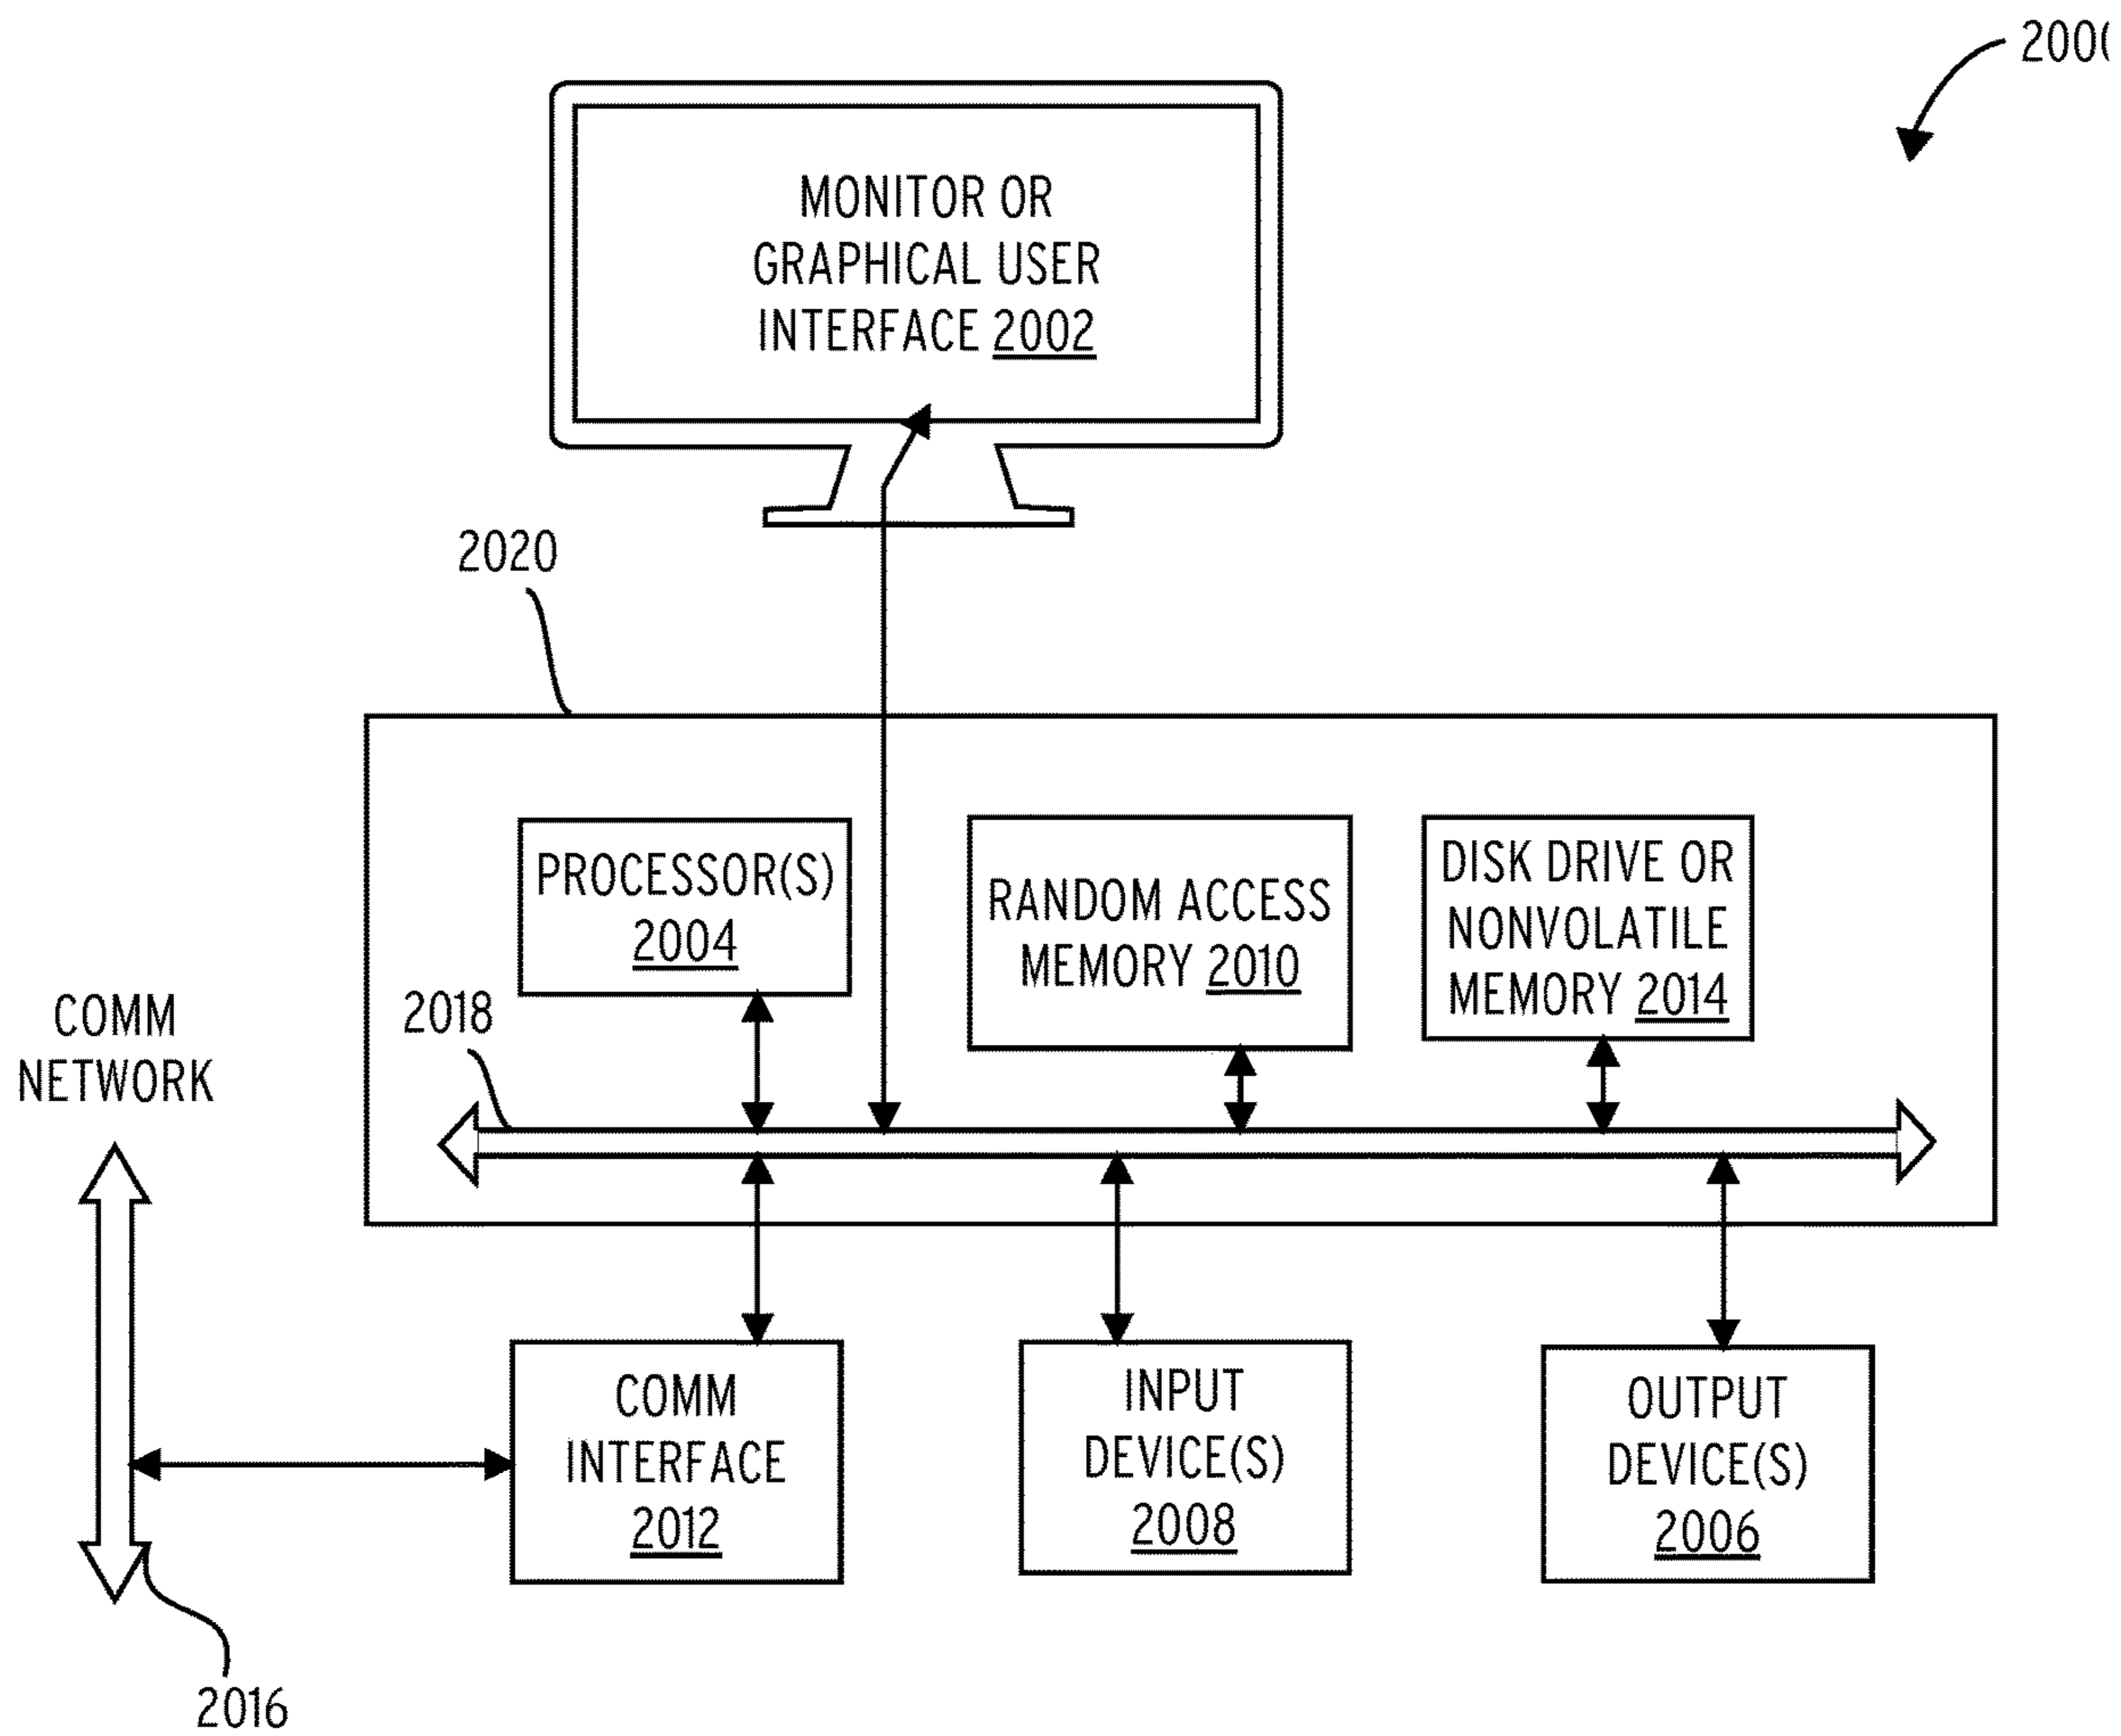 MONITOR OR
GRAPHICAL USER
INTERFACE 2002
2020
PROCESSOR(S)
2004
RANDOM ACCESS
MEMORY 2010
DISK DRIVE OR
NONVOLATILE
MEMORY 2014
2018
COMM
NETWORK
COMM
INTERFACE
2012
INPUT
DEVICE(S)
2008
OUTPUT
DEVICE(S)
2006
2016